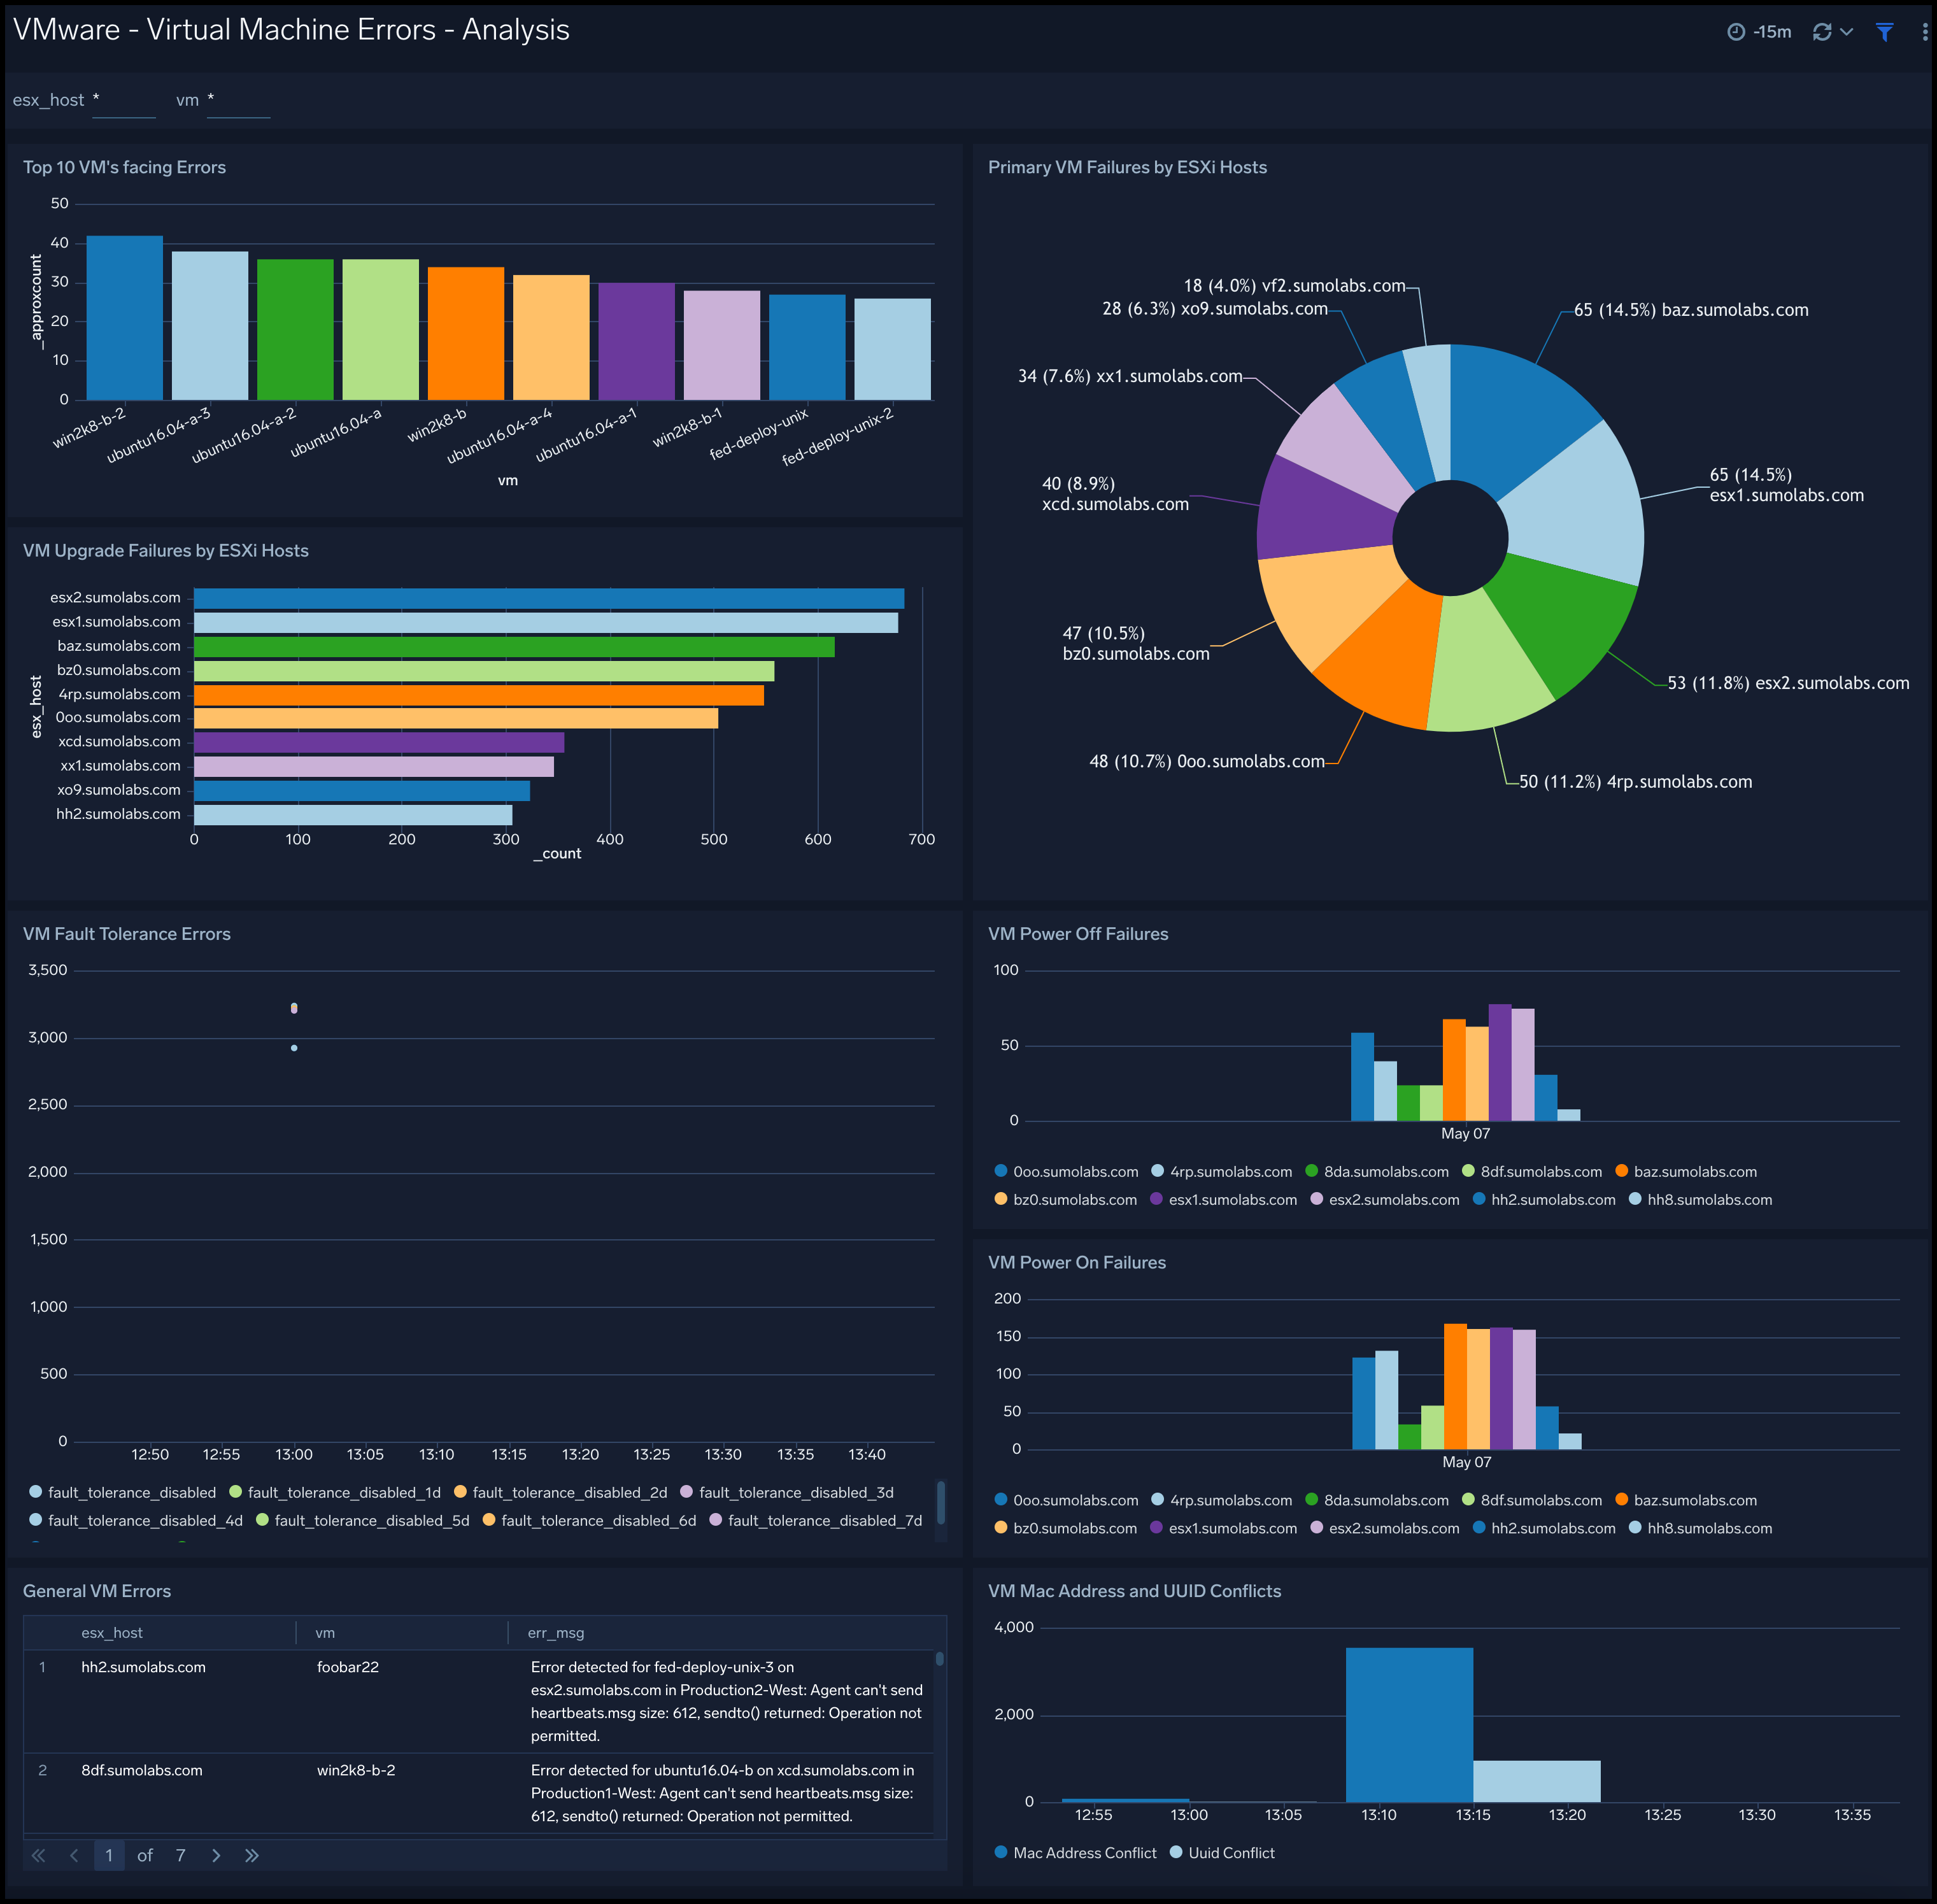 VMware - Virtual Machine Errors - Analysis
-15m
esx_host * vm *
Top 10 VM's facing Errors
50
40
30
20
10
0
_approxcount
win2k8-b-2
ubuntu16.04-a-3
ubuntu16.04-a-2
ubuntu16.04-a
win2k8-b
ubuntu16.04-a-4
ubuntu16.04-a-1
win2k8-b-1
fed-deploy-unix
fed-deploy-unix-2
vm
Primary VM Failures by ESXi Hosts
18 (4.0%) vf2.sumolabs.com
28 (6.3%) xo9.sumolabs.com
65 (14.5%) baz.sumolabs.com
34 (7.6%) xx1.sumolabs.com
65 (14.5%)
esx1.sumolabs.com
40 (8.9%)
xcd.sumolabs.com
47 (10.5%)
bz0.sumolabs.com
53 (11.8%) esx2.sumolabs.com
48 (10.7%) 0oo.sumolabs.com
50 (11.2%) 4rp.sumolabs.com
VM Upgrade Failures by ESXi Hosts
esx_host
esx2.sumolabs.com
esx1.sumolabs.com
baz.sumolabs.com
bz0.sumolabs.com
4rp.sumolabs.com
0oo.sumolabs.com
xcd.sumolabs.com
xx1.sumolabs.com
xo9.sumolabs.com
hh2.sumolabs.com
0 100 200 300 400 500 600 700
_count
VM Fault Tolerance Errors
3,500
3,000
2,500
2,000
1,500
1,000
500
0
12:50 12:55 13:00 13:05 13:10 13:15 13:20 13:25 13:30 13:35 13:40
fault_tolerance_disabled fault_tolerance_disabled_1d fault_tolerance_disabled_2d fault_tolerance_disabled_3d
fault_tolerance_disabled_4d fault_tolerance_disabled_5d fault_tolerance_disabled_6d fault_tolerance_disabled_7d
VM Power Off Failures
100
50
0
May 07
0oo.sumolabs.com 4rp.sumolabs.com 8da.sumolabs.com 8df.sumolabs.com baz.sumolabs.com
bz0.sumolabs.com esx1.sumolabs.com esx2.sumolabs.com hh2.sumolabs.com hh8.sumolabs.com
VM Power On Failures
200
150
100
50
0
May 07
0oo.sumolabs.com 4rp.sumolabs.com 8da.sumolabs.com 8df.sumolabs.com baz.sumolabs.com
bz0.sumolabs.com esx1.sumolabs.com esx2.sumolabs.com hh2.sumolabs.com hh8.sumolabs.com
General VM Errors
esx_host vm err_msg
1 hh2.sumolabs.com foobar22 Error detected for fed-deploy-unix-3 on
esx2.sumolabs.com in Production2-West: Agent can't send
heartbeats.msg size: 612, sendto() returned: Operation not
permitted.
2 8df.sumolabs.com win2k8-b-2 Error detected for ubuntu16.04-b on xcd.sumolabs.com in
Production1-West: Agent can't send heartbeats.msg size:
612, sendto() returned: Operation not permitted.
1 of 7
VM Mac Address and UUID Conflicts
4,000
2,000
0
12:55 13:00 13:05 13:10 13:15 13:20 13:25 13:30 13:35
Mac Address Conflict Uuid Conflict